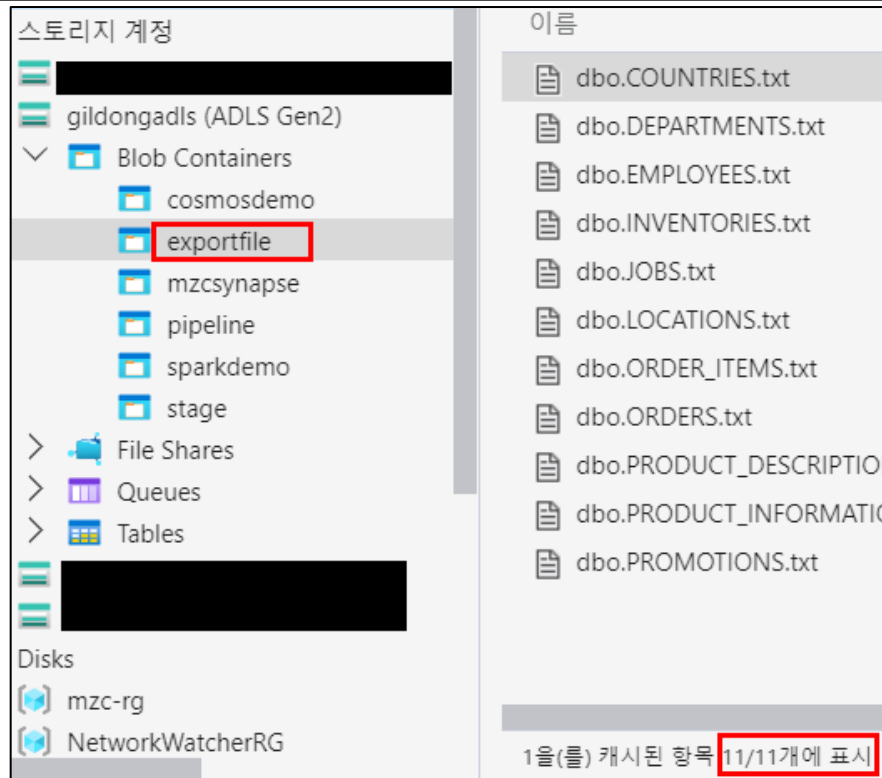 스토리지 계정
gildongadls (ADLS Gen2)
Blob Containers
cosmosdemo
exportfile
mzcsynapse
pipeline
sparkdemo
stage
File Shares
Queues
Tables
Disks
mzc-rg
NetworkWatcherRG
이름
dbo.COUNTRIES.txt
dbo.DEPARTMENTS.txt
dbo.EMPLOYEES.txt
dbo.INVENTORIES.txt
dbo.JOBS.txt
dbo.LOCATIONS.txt
dbo.ORDER_ITEMS.txt
dbo.ORDERS.txt
dbo.PRODUCT_DESCRIPTIO
dbo.PRODUCT_INFORMATIO
dbo.PROMOTIONS.txt
1을(를) 캐시된 항목 11/11개에 표시